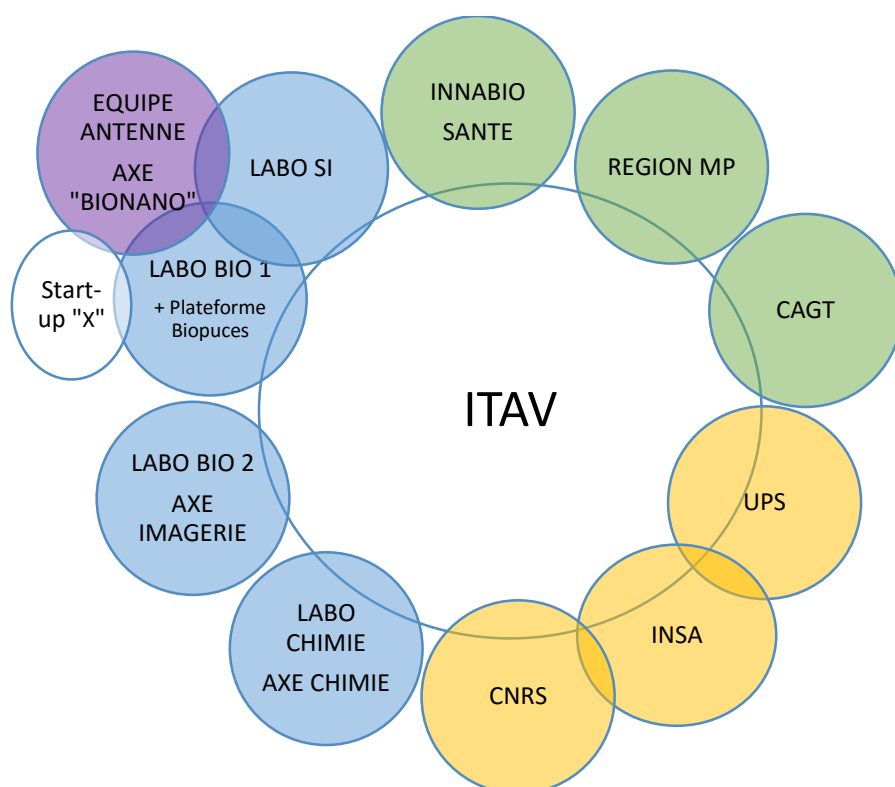 EQUIPE
ANTENNE
AXE
"BIONANO"
LABO SI
INNABIO
SANTE
REGION MP
LABO BIO 1
+ Plateforme
Biopuces
Start-
up "X"
CAGT
ITAV
LABO BIO 2
AXE
IMAGERIE
UPS
LABO
CHIMIE
AXE CHIMIE
INSA
CNRS